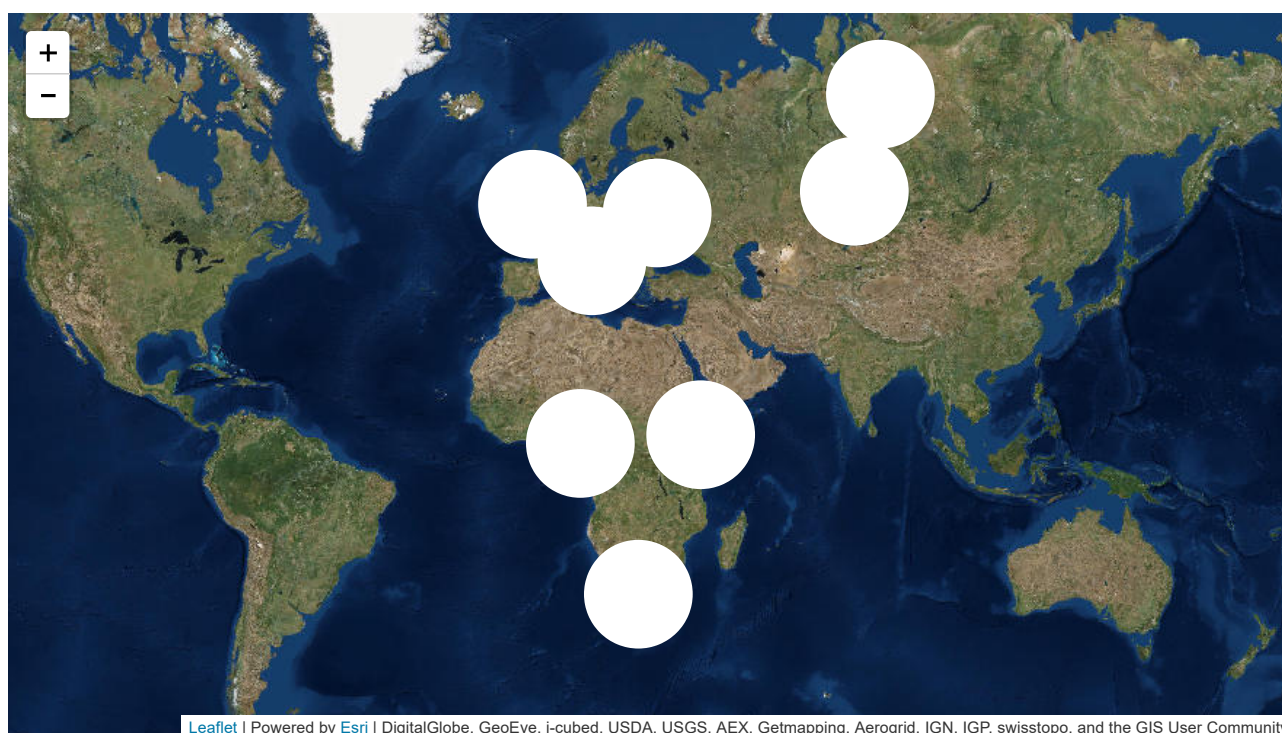 +
−
Leaflet | Powered by Esri | DigitalGlobe, GeoEye, i-cubed, USDA, USGS, AEX, Getmapping, Aerogrid, IGN, IGP, swisstopo, and the GIS User Community